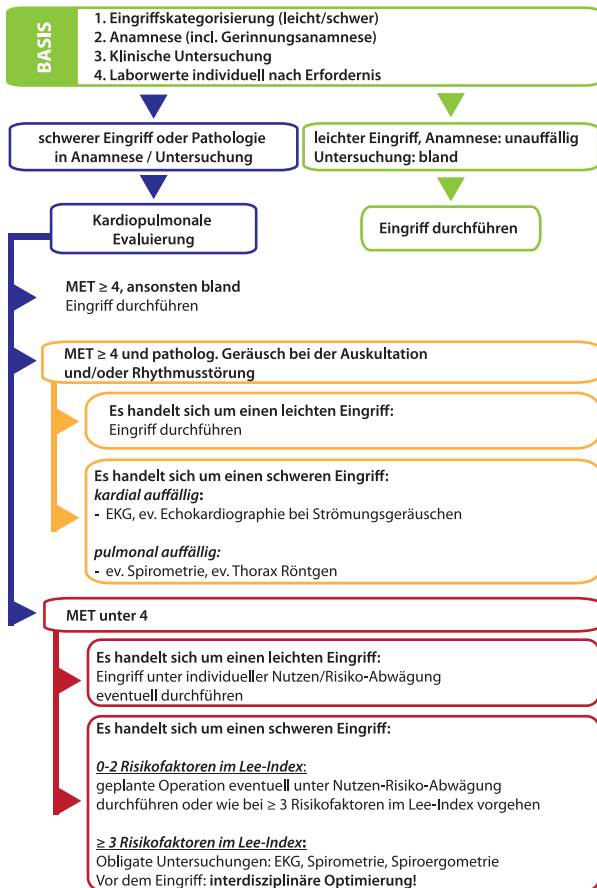 BASIS
1. Eingriffskategorisierung (leicht/schwer)
2. Anamnese (incl. Gerinnungsanamnese)
3. Klinische Untersuchung
4. Laborwerte individuell nach Erfordernis
schwerer Eingriff oder Pathologie
in Anamnese / Untersuchung
leichter Eingriff, Anamnese: unauffällig
Untersuchung: bland
Kardiopulmonale
Evaluierung
Eingriff durchführen
MET ≥ 4, ansonsten bland
Eingriff durchführen
MET ≥ 4 und patholog. Geräusch bei der Auskultation
und/oder Rhythmusstörung
Es handelt sich um einen leichten Eingriff:
Eingriff durchführen
Es handelt sich um einen schweren Eingriff:
kardial auffällig:
- EKG, ev. Echokardiographie bei Strömungsgeräuschen
pulmonal auffällig:
- ev. Spirometrie, ev. Thorax Röntgen
MET unter 4
Es handelt sich um einen leichten Eingriff:
Eingriff unter individueller Nutzen/Risiko-Abwägung
eventuell durchführen
Es handelt sich um einen schweren Eingriff:
0-2 Risikofaktoren im Lee-Index:
geplante Operation eventuell unter Nutzen-Risiko-Abwägung
durchführen oder wie bei ≥ 3 Risikofaktoren im Lee-Index vorgehen
≥ 3 Risikofaktoren im Lee-Index:
Obligate Untersuchungen: EKG, Spirometrie, Spiroergometrie
Vor dem Eingriff: interdisziplinäre Optimierung!